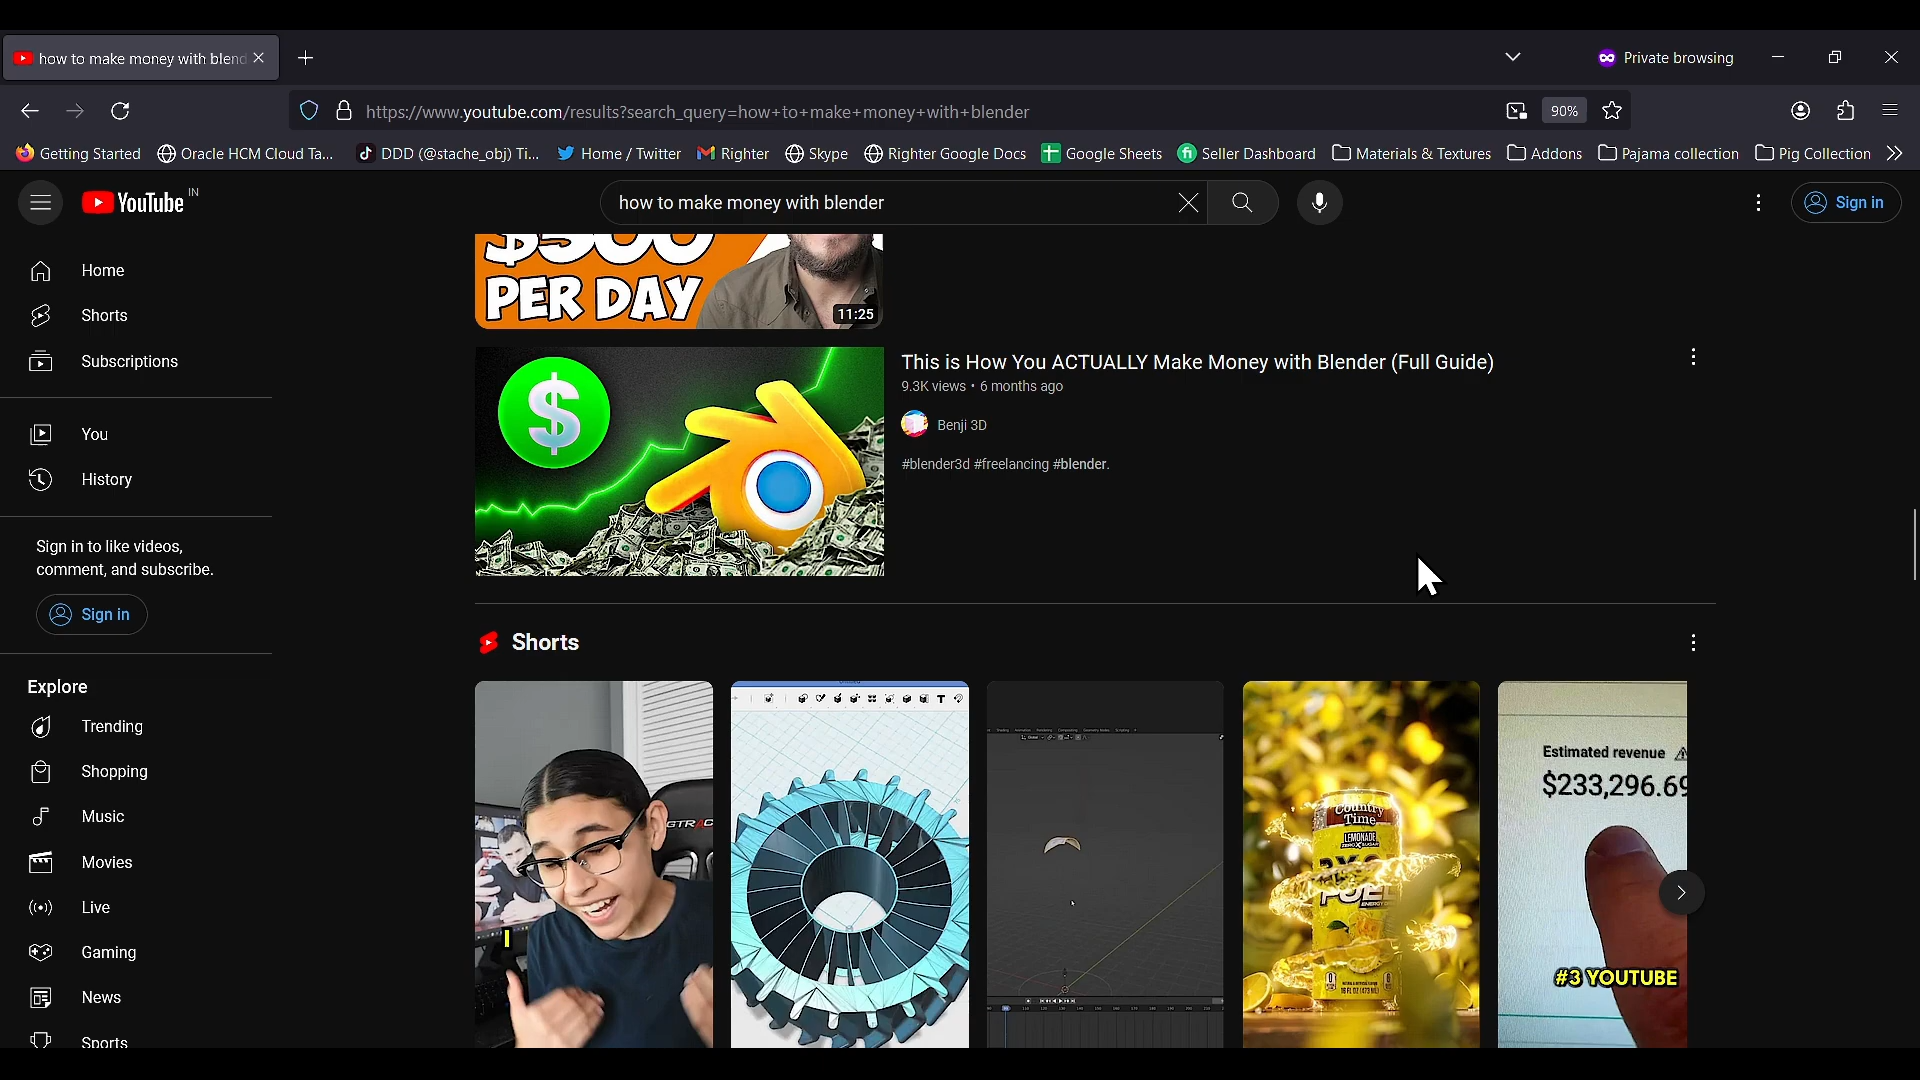 how to make money with blend
Private browsing
https://www.youtube.com/results?search_query=how+to+make+money+with+blender
90%
Getting Started
Oracle HCM Cloud Ta...
DDD (@stache_obj) Ti...
Home / Twitter
Righter
Skype
Righter Google Docs
Google Sheets
Seller Dashboard
Materials & Textures
Addons
Pajama collection
Pig Collection
YouTube IN
how to make money with blender
Sign in
Home
Shorts
Subscriptions
You
History
Sign in to like videos,
comment, and subscribe.
Sign in
Explore
Trending
Shopping
Music
Movies
Live
Gaming
News
Sports
$500
PER DAY
11:25
$
This is How You ACTUALLY Make Money with Blender (Full Guide)
9.3K views • 6 months ago
Benji 3D
#blender3d #freelancing #blender.
Shorts
I
Country
Time
LEMONADE
FUEL
Estimated revenue
$233,296.69
#3 YOUTUBE